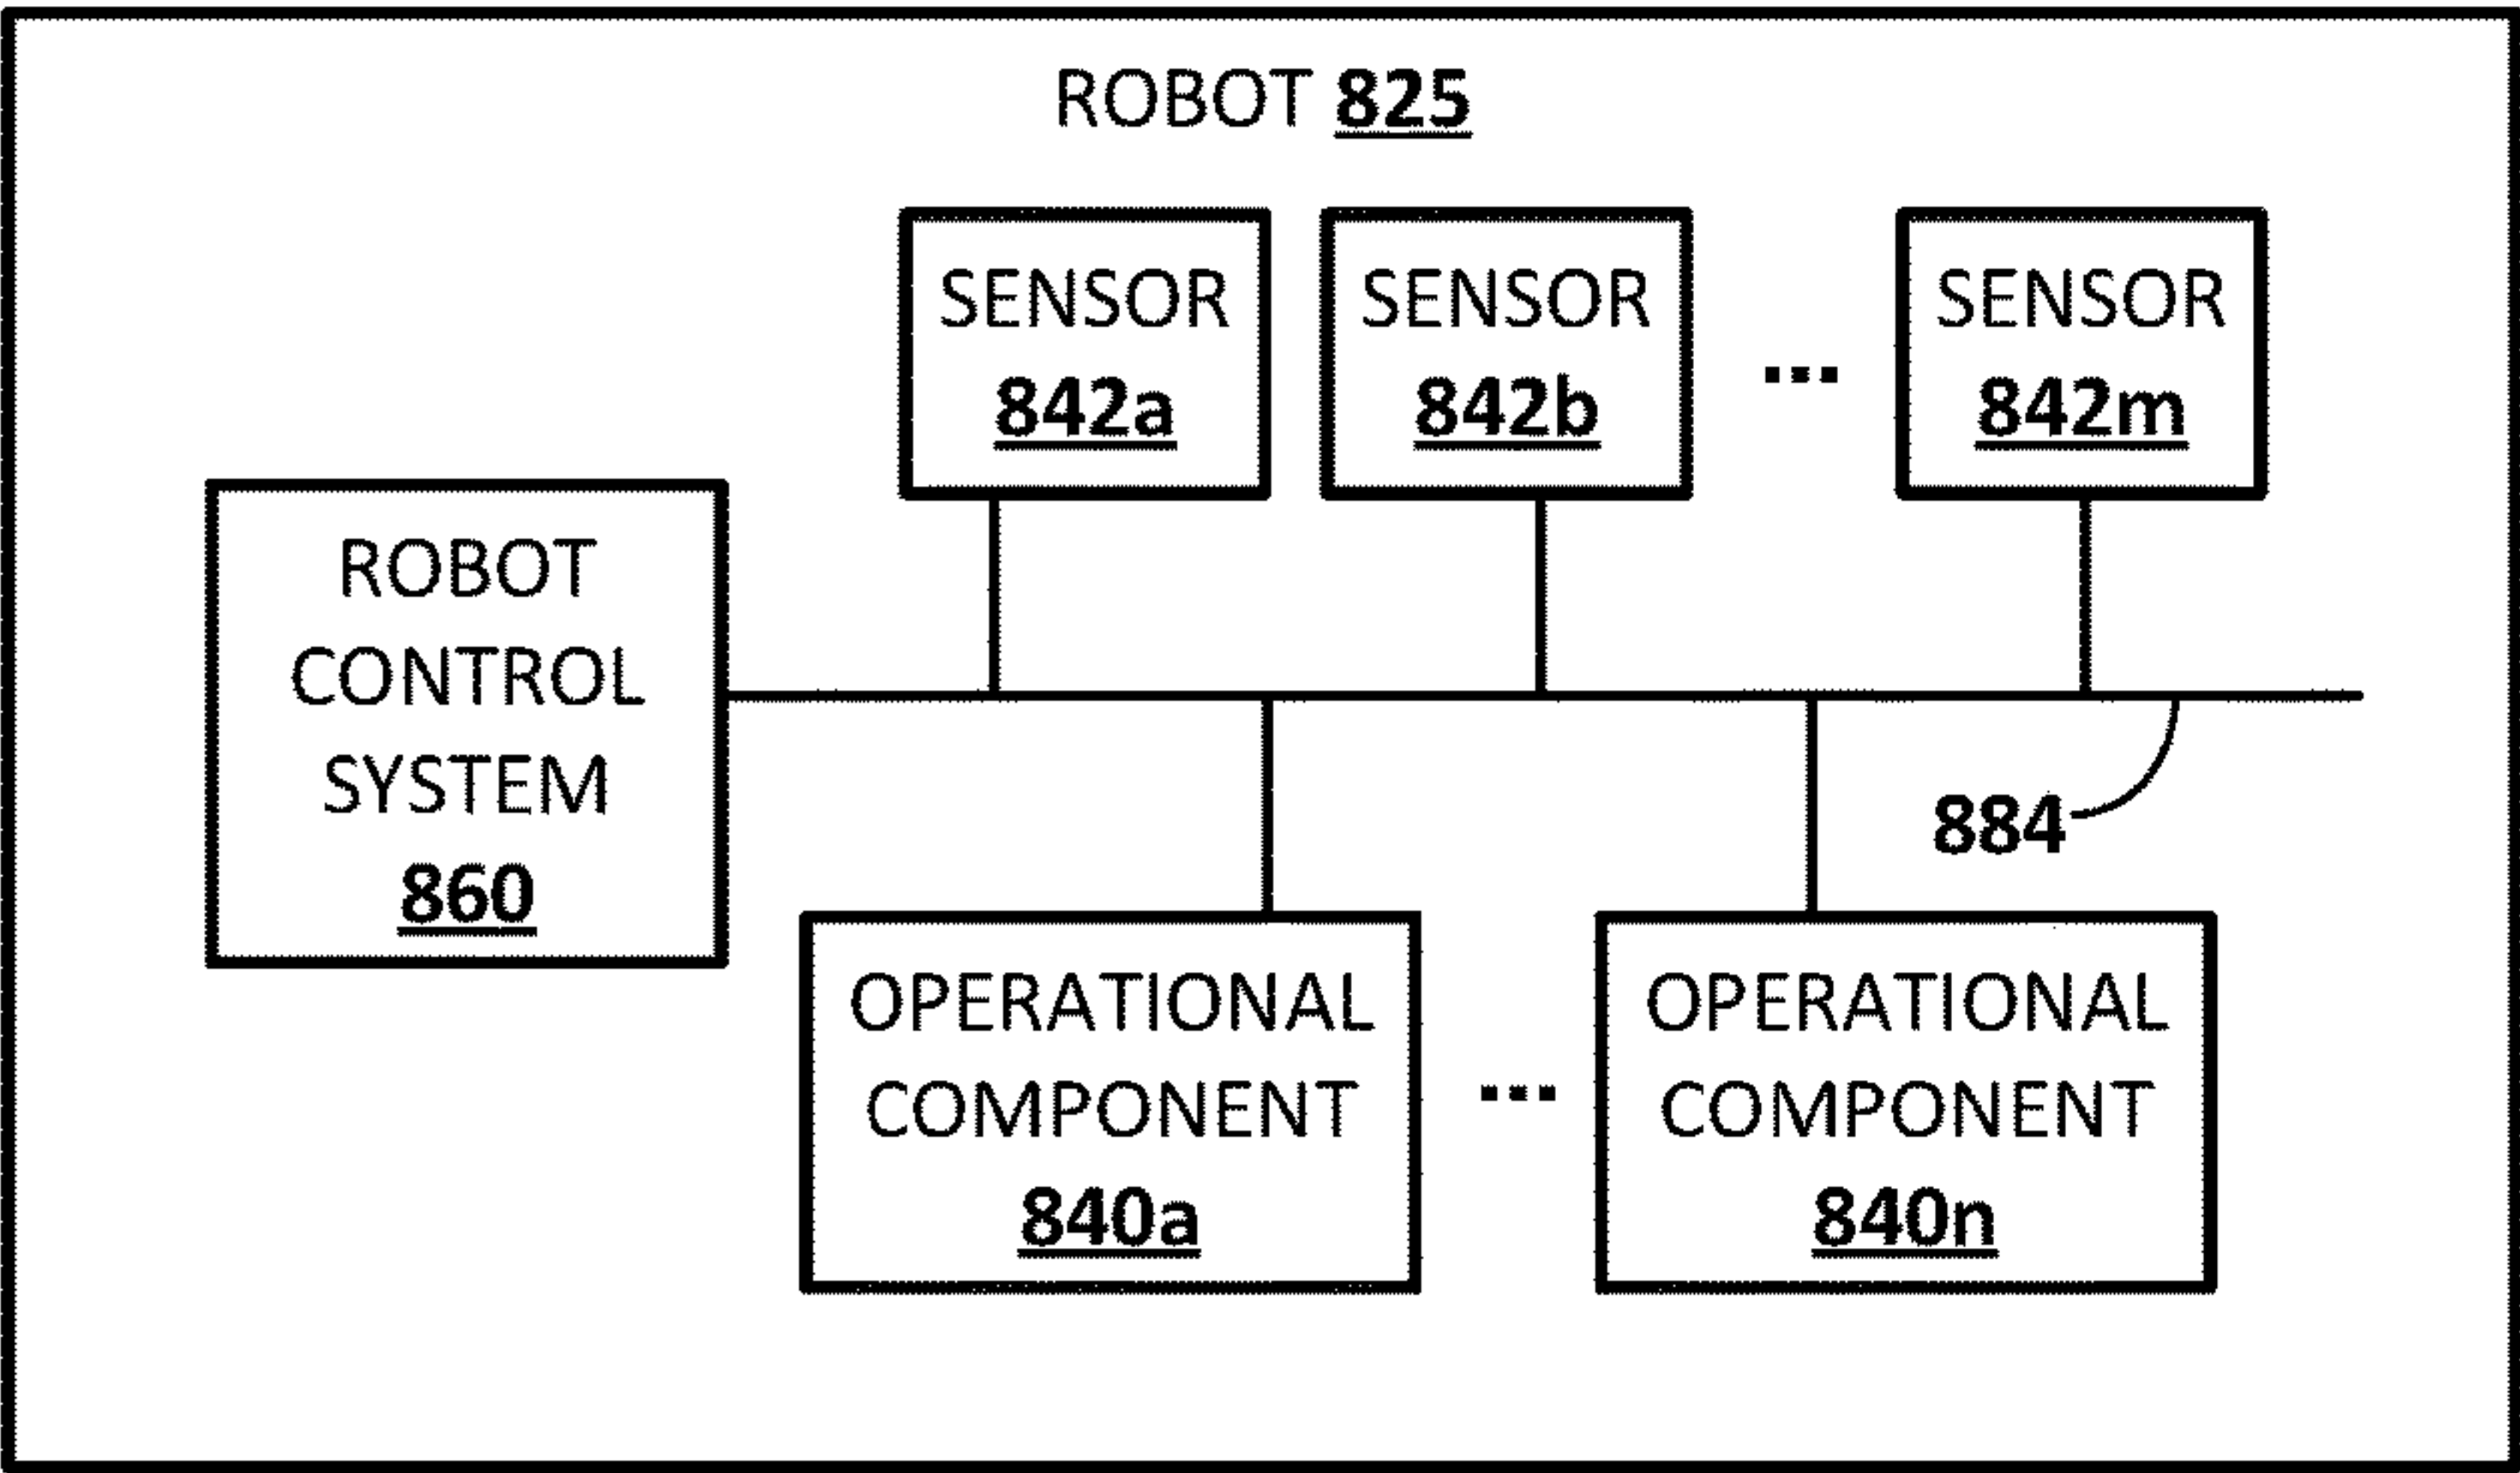 ROBOT 825
SENSOR
842a
SENSOR
842b
...
SENSOR
842m
ROBOT
CONTROL
SYSTEM
860
884
OPERATIONAL
COMPONENT
840a
...
OPERATIONAL
COMPONENT
840n